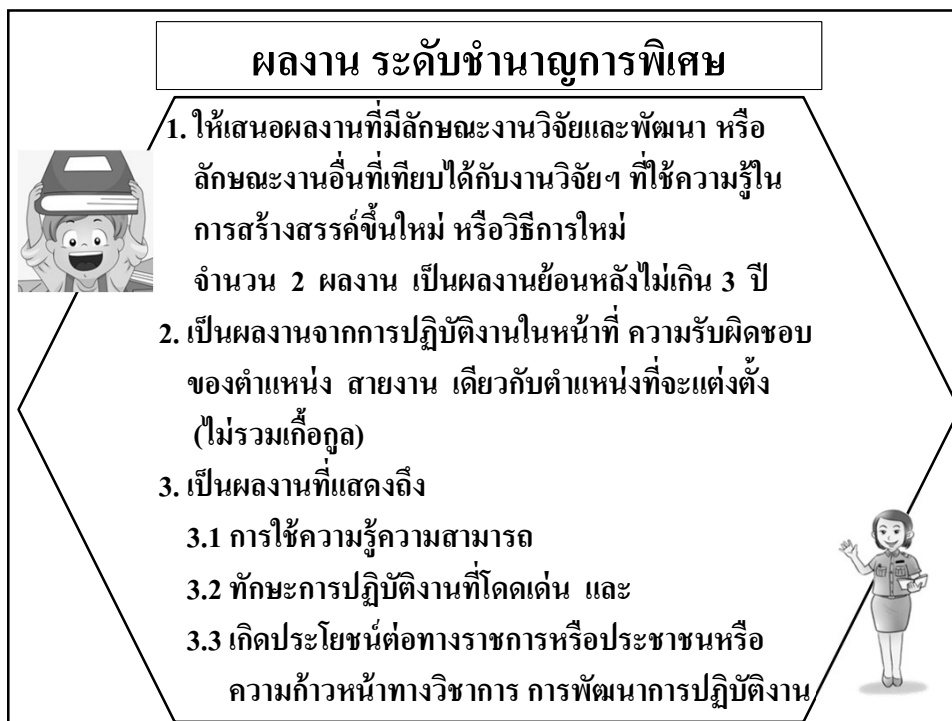 ผลงาน ระดับชำนาญการพิเศษ
1. ให้เสนอผลงานที่มีลักษณะงานวิจัยและพัฒนา หรือ
ลักษณะงานอื่นที่เทียบได้กับงานวิจัยฯ ที่ใช้ความรู้ใน
การสร้างสรรค์ขึ้นใหม่ หรือวิธีการใหม่
จำนวน 2 ผลงาน เป็นผลงานย้อนหลังไม่เกิน 3 ปี
2. เป็นผลงานจากการปฏิบัติงานในหน้าที่ ความรับผิดชอบ
ของตำแหน่ง สายงาน เดียวกับตำแหน่งที่จะแต่งตั้ง
(ไม่รวมเกื้อกูล)
3. เป็นผลงานที่แสดงถึง
3.1 การใช้ความรู้ความสามารถ
3.2 ทักษะการปฏิบัติงานที่โดดเด่น และ
3.3 เกิดประโยชน์ต่อทางราชการหรือประชาชนหรือ
ความก้าวหน้าทางวิชาการ การพัฒนาการปฏิบัติงาน